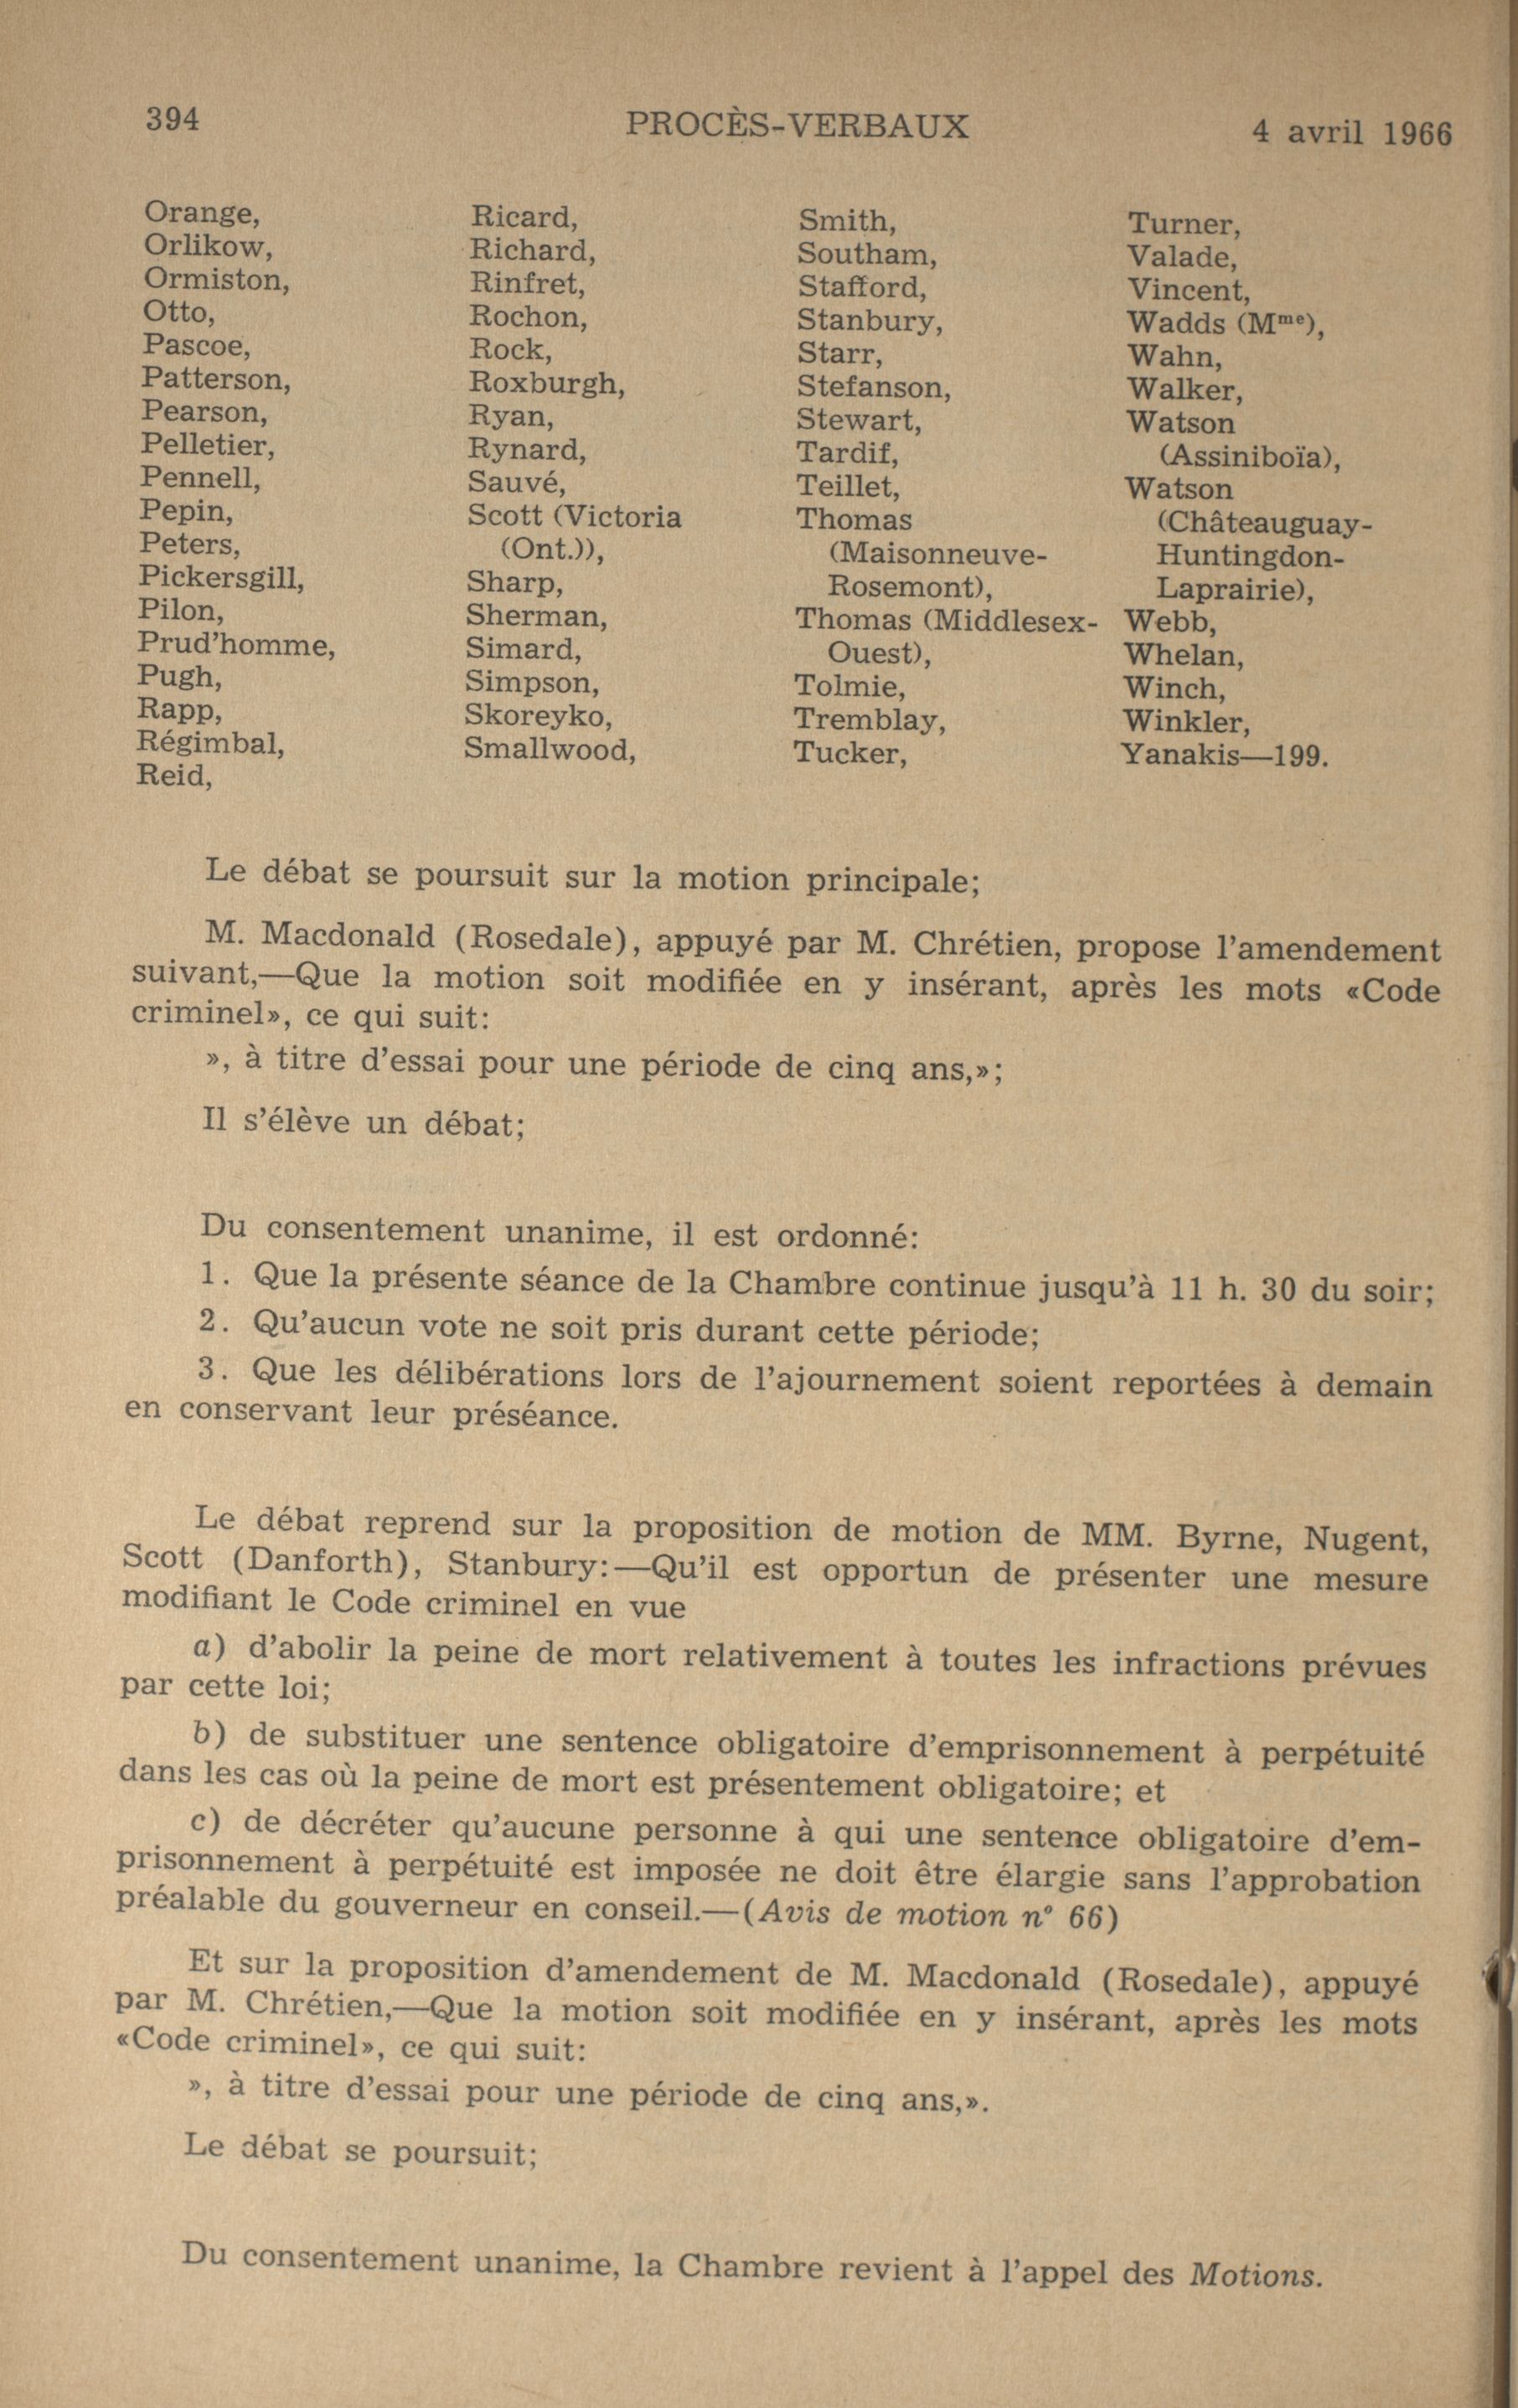 394
PROCÈS-VERBAUX
4 avril 1966
Orange,
Orlikow,
Ormiston,
Otto,
Pascoe,
Patterson,
Pearson,
Pelletier,
Pennell,
Pepin,
Peters,
Pickersgill,
Pilon,
Prud'homme,
Pugh,
Rapp,
Régimbal,
Reid,
Ricard,
Richard,
Rinfret,
Rochon,
Rock,
Roxburgh,
Ryan,
Rynard,
Sauvé,
Scott (Victoria
(Ont.)),
Sharp,
Sherman,
Simard,
Simpson,
Skoreyko,
Smallwood,
Smith,
Southam,
Stafford,
Stanbury,
Starr,
Stefanson,
Stewart,
Tardif,
Teillet,
Thomas
(Maisonneuve-
Rosemont),
Thomas (Middlesex-
Ouest),
Tolmie,
Tremblay,
Tucker,
Turner,
Valade,
Vincent,
Wadds (Mme),
Wahn,
Walker,
Watson
(Assiniboïa),
Watson
(Châteauguay-
Huntingdon-
Laprairie),
Webb,
Whelan,
Winch,
Winkler,
Yanakis—199.
Le débat se poursuit sur la motion principale;
M. Macdonald (Rosedale), appuyé par M. Chrétien, propose l'amendement
suivant,—Que la motion soit modifiée en y insérant, après les mots «Code
criminel», ce qui suit:
», à titre d'essai pour une période de cinq ans,»;
Il s'élève un débat;
Du consentement unanime, il est ordonné:
1. Que la présente séance de la Chambre continue jusqu'à 11 h. 30 du soir;
2. Qu'aucun vote ne soit pris durant cette période;
3. Que les délibérations lors de l'ajournement soient reportées à demain
en conservant leur préséance.
Le débat reprend sur la proposition de motion de MM. Byrne, Nugent,
Scott (Danforth), Stanbury:—Qu'il est opportun de présenter une mesure
modifiant le Code criminel en vue
a) d'abolir la peine de mort relativement à toutes les infractions prévues
par cette loi;
b) de substituer une sentence obligatoire d'emprisonnement à perpétuité
dans les cas où la peine de mort est présentement obligatoire; et
c) de décréter qu'aucune personne à qui une sentence obligatoire d'em-
prisonnement à perpétuité est imposée ne doit être élargie sans l'approbation
préalable du gouverneur en conseil.—(Avis de motion n° 66)
Et sur la proposition d'amendement de M. Macdonald (Rosedale), appuyé
par M. Chrétien,—Que la motion soit modifiée en y insérant, après les mots
«Code criminel», ce qui suit:
», à titre d'essai pour une période de cinq ans,».
Le débat se poursuit;
Du consentement unanime, la Chambre revient à l'appel des Motions.